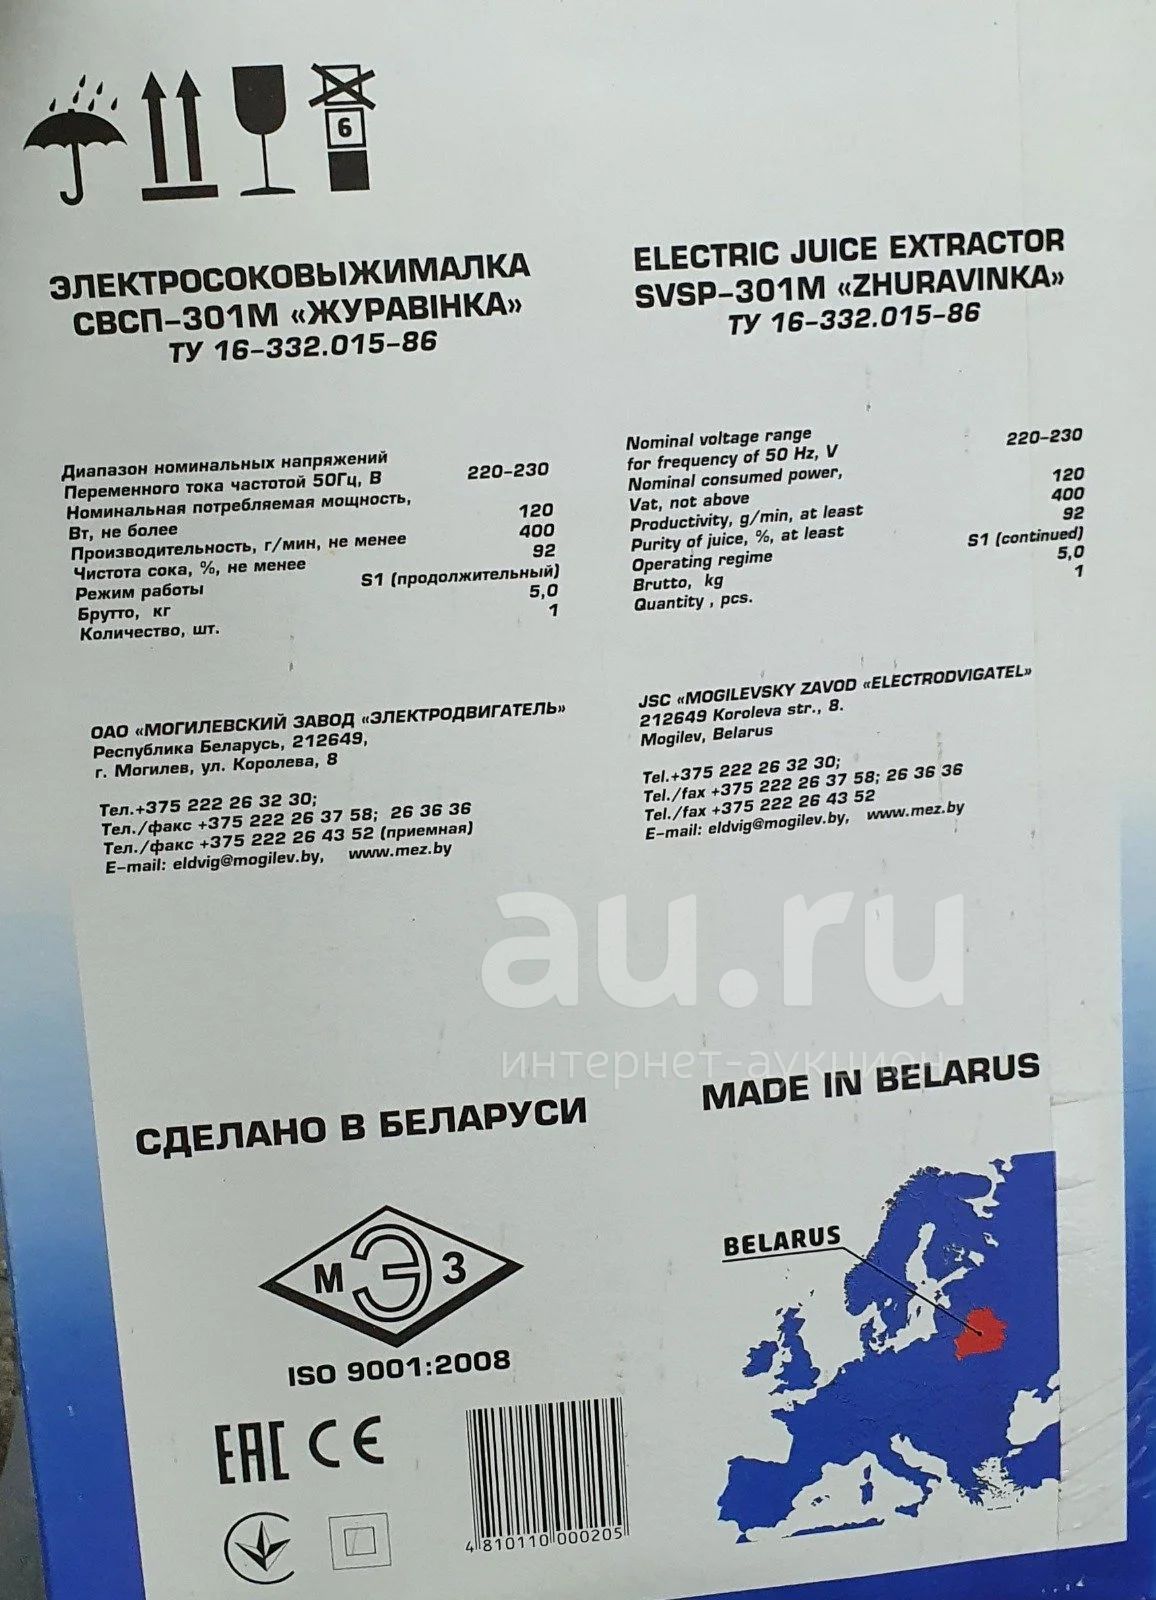 6
ЭЛЕКТРОСОКОВЫЖИМАЛКА
СВСП-301М «ЖУРАВІНКА»
ТУ 16-332.015-86
Диапазон номинальных напряжений
Переменного тока частотой 50Гц, В 220-230
Номинальная потребляемая мощность,
Вт, не более 120
Производительность, г/мин, не менее 400
Чистота сока, %, не менее 92
Режим работы S1 (продолжительный)
Брутто, кг 5,0
Количество, шт. 1
ОАО «МОГИЛЕВСКИЙ ЗАВОД «ЭЛЕКТРОДВИГАТЕЛЬ»
Республика Беларусь, 212649,
г. Могилев, ул. Королева, 8
Тел.+375 222 26 32 30;
Тел./факс +375 222 26 37 58; 26 36 36
Тел./факс +375 222 26 43 52 (приемная)
E-mail: eldvig@mogilev.by, www.mez.by
ELECTRIC JUICE EXTRACTOR
SVSP-301M «ZHURAVINKA»
ТУ 16-332.015-86
Nominal voltage range
for frequency of 50 Hz, V 220-230
Nominal consumed power,
Vat, not above 120
Productivity, g/min, at least 400
Purity of juice, %, at least 92
Operating regime S1 (continued)
Brutto, kg 5,0
Quantity , pcs. 1
JSC «MOGILEVSKY ZAVOD «ELECTRODVIGATEL»
212649 Koroleva str., 8.
Mogilev, Belarus
Tel.+375 222 26 32 30;
Tel./fax +375 222 26 37 58; 26 36 36
Tel./fax +375 222 26 43 52
E-mail: eldvig@mogilev.by, www.mez.by
au.ru
интернет-аукцион
СДЕЛАНО В БЕЛАРУСИ
MADE IN BELARUS
М Э З
ISO 9001:2008
EAC CE
4 810110 000205
BELARUS